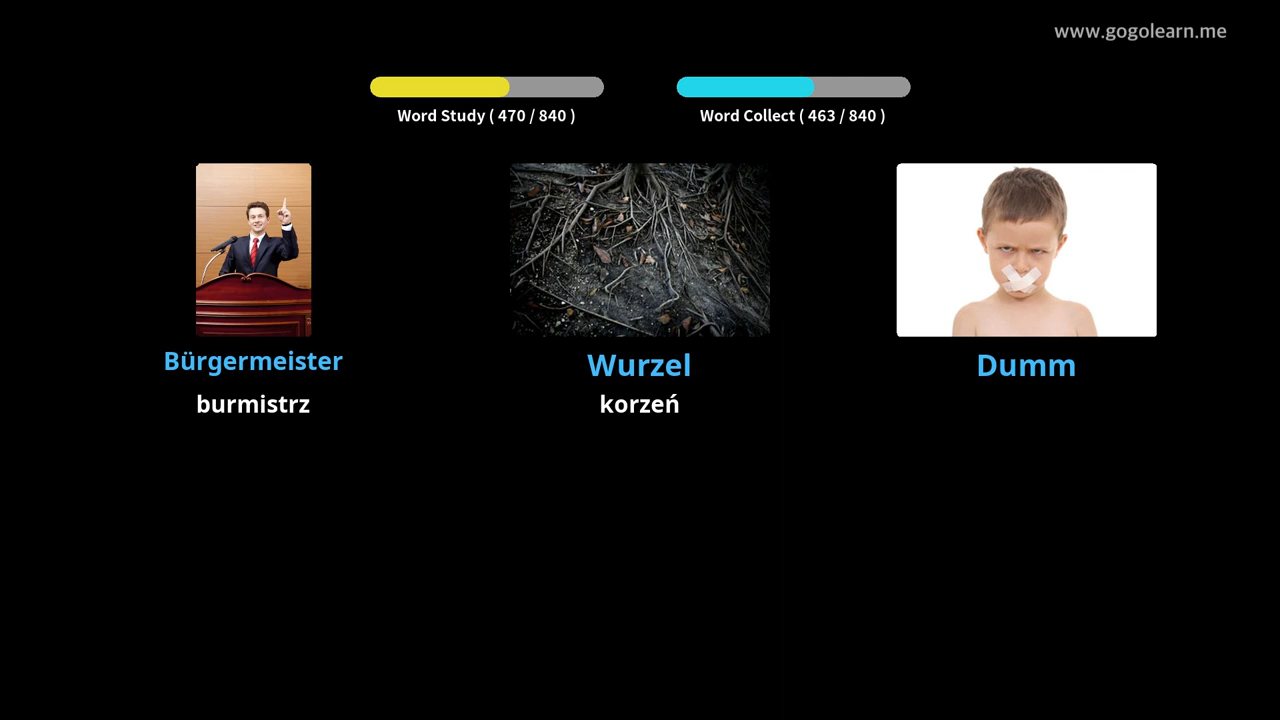 www.gogolearn.me
Word Study ( 470 / 840 )
Word Collect ( 463 / 840 )
Bürgermeister
Wurzel
Dumm
burmistrz
korzeń